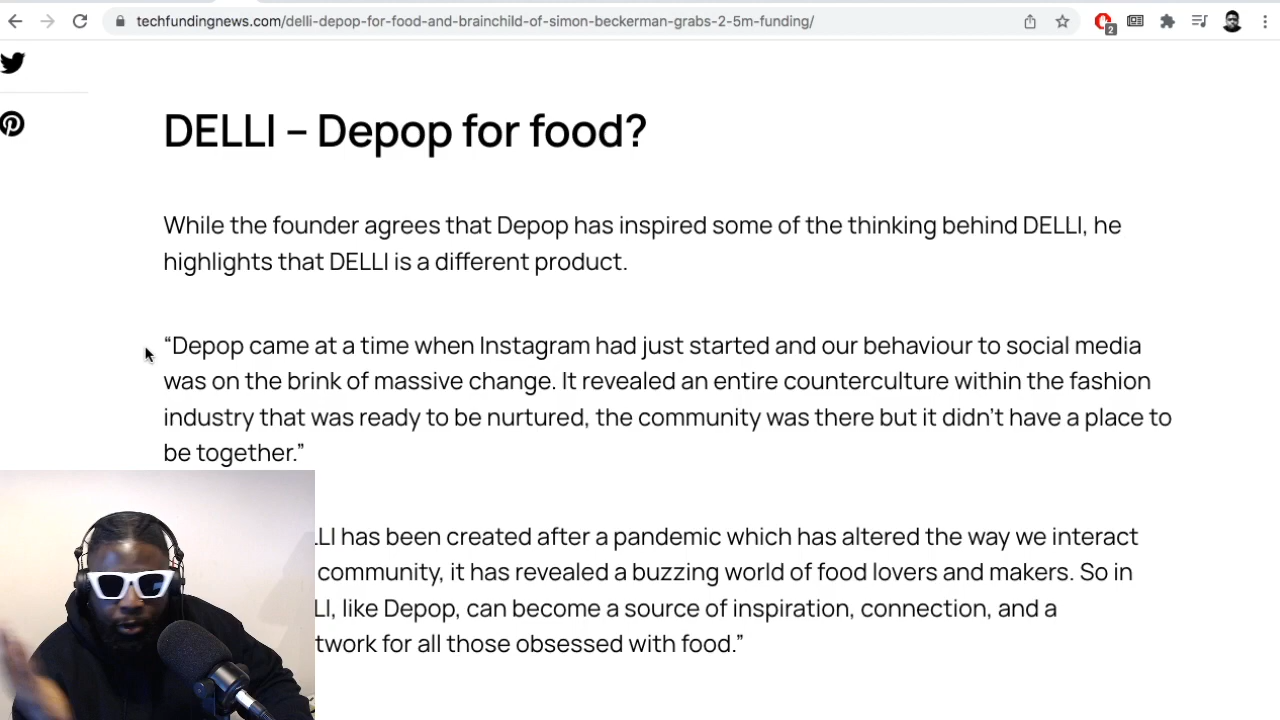 techfundingnews.com/delli-depop-for-food-and-brainchild-of-simon-beckerman-grabs-2-5m-funding/
2
DELLI – Depop for food?
While the founder agrees that Depop has inspired some of the thinking behind DELLI, he
highlights that DELLI is a different product.
“Depop came at a time when Instagram had just started and our behaviour to social media
was on the brink of massive change. It revealed an entire counterculture within the fashion
industry that was ready to be nurtured, the community was there but it didn’t have a place to
be together.”
LLI has been created after a pandemic which has altered the way we interact
community, it has revealed a buzzing world of food lovers and makers. So in
LI, like Depop, can become a source of inspiration, connection, and a
twork for all those obsessed with food.”